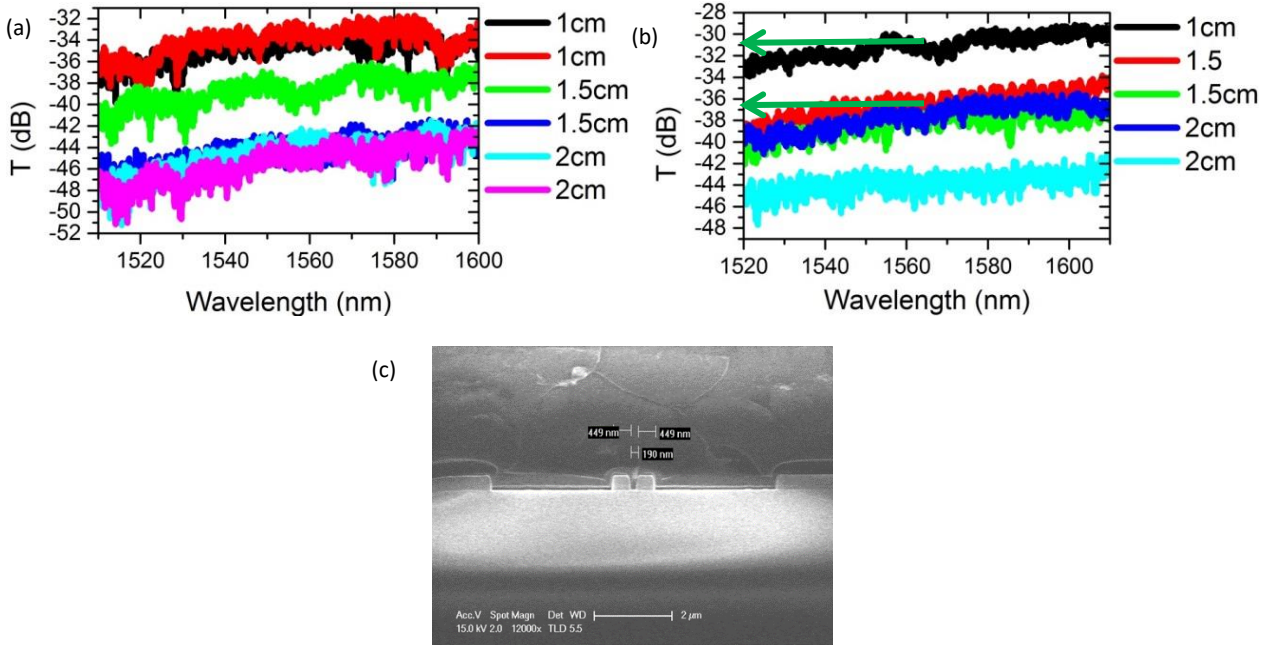 (a)
T (dB)
-32
-34
-36
-38
-40
-42
-44
-46
-48
-50
-52
1520
1540
1560
1580
1600
Wavelength (nm)
1cm
1cm
1.5cm
1.5cm
2cm
2cm
(b)
T (dB)
-28
-30
-32
-34
-36
-38
-40
-42
-44
-46
-48
1520
1540
1560
1580
1600
Wavelength (nm)
1cm
1.5
1.5cm
2cm
2cm
(c)
449 nm
449 nm
190 nm
Acc.V Spot Magn Det WD
2 µm
15.0 kV 2.0 12000x TLD 5.5